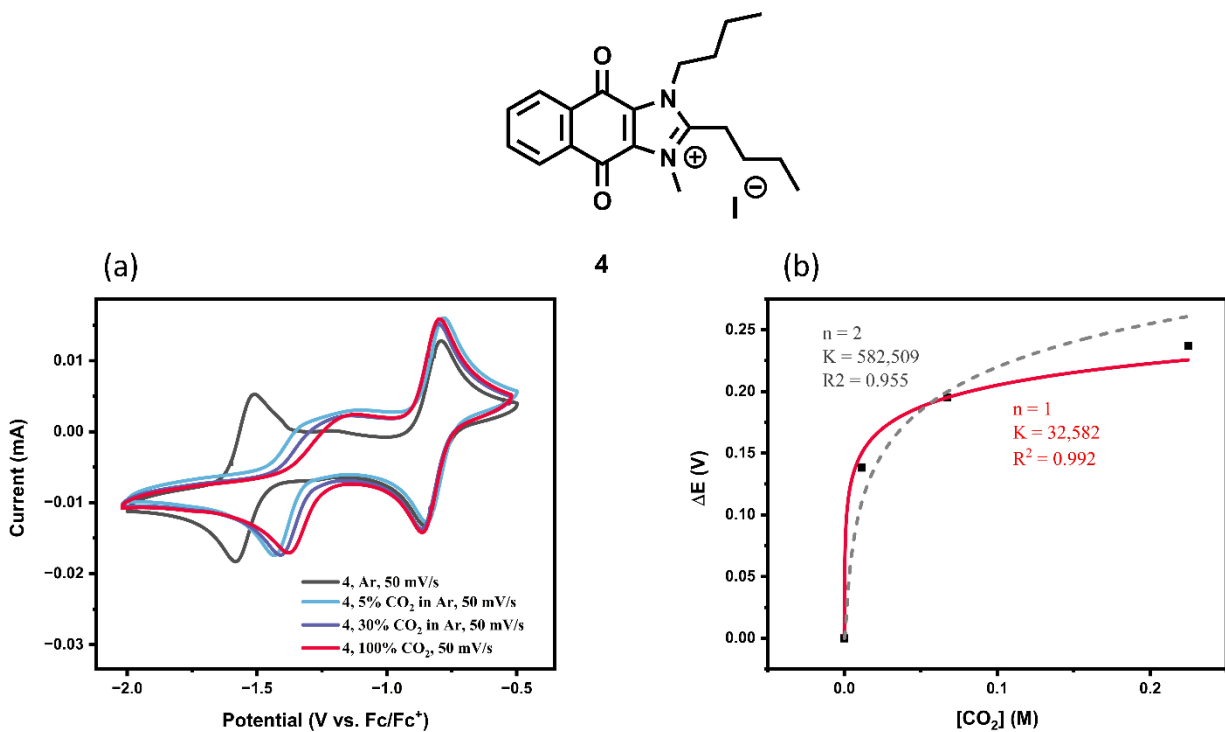 O
N
N
⊕
O
I
⊖
4
(a)
0.01
0.00
−0.01
−0.02
−0.03
−2.0
−1.5
−1.0
−0.5
Current (mA)
Potential (V vs. Fc/Fc⁺)
4, Ar, 50 mV/s
4, 5% CO₂ in Ar, 50 mV/s
4, 30% CO₂ in Ar, 50 mV/s
4, 100% CO₂, 50 mV/s
(b)
0.25
0.20
0.15
0.10
0.05
0.00
0.0
0.1
0.2
ΔE (V)
[CO₂] (M)
n = 2
K = 582,509
R2 = 0.955
n = 1
K = 32,582
R² = 0.992